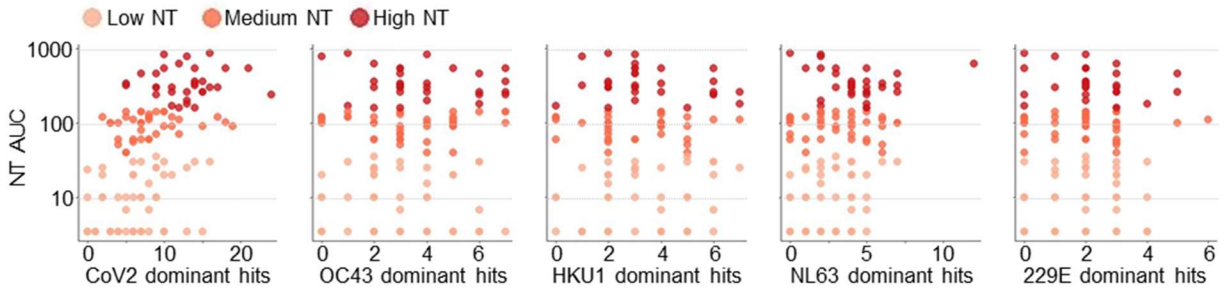 Low NT Medium NT High NT
1000
100
10
NT AUC
0 10 20
CoV2 dominant hits
0 2 4 6
OC43 dominant hits
0 2 4 6
HKU1 dominant hits
0 5 10
NL63 dominant hits
0 2 4 6
229E dominant hits